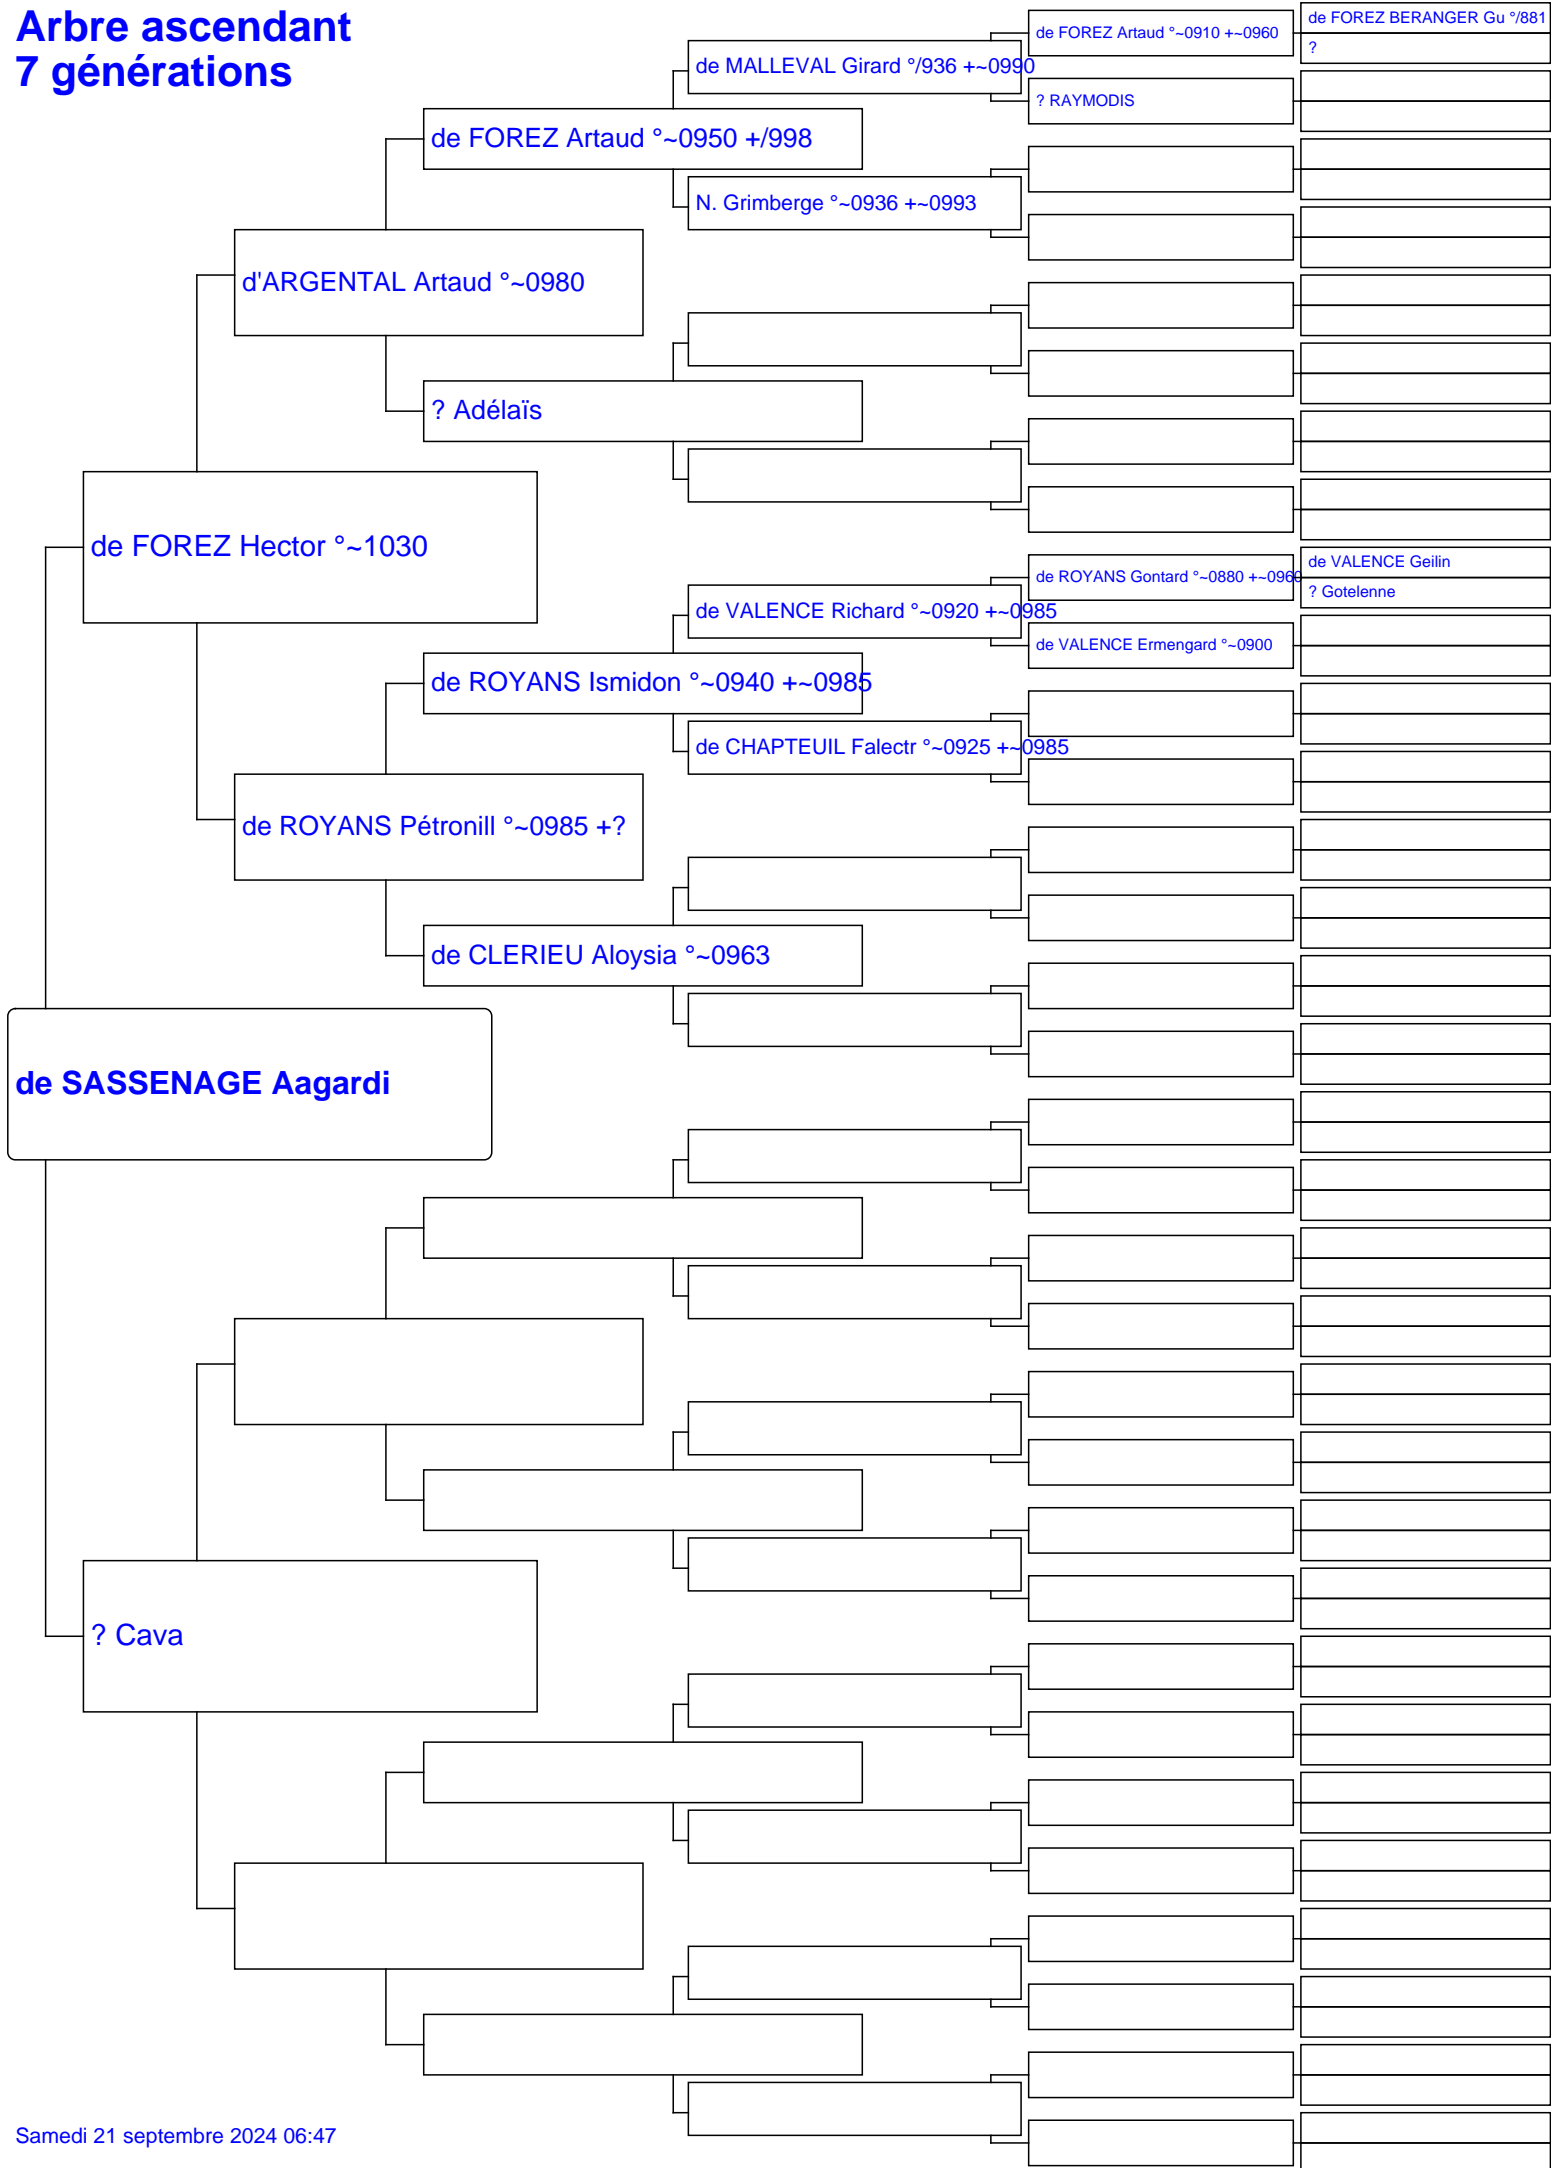 Arbre ascendant
7 générations
de FOREZ BERANGER Gu °/881
de FOREZ Artaud °~0910 +~0960
?
de MALLEVAL Girard °/936 +~0990
? RAYMODIS
de FOREZ Artaud °~0950 +/998
N. Grimberge °~0936 +~0993
d'ARGENTAL Artaud °~0980
? Adélaïs
de FOREZ Hector °~1030
de VALENCE Geilin
de ROYANS Gontard °~0880 +~0960
? Gotelenne
de VALENCE Richard °~0920 +~0985
de VALENCE Ermengard °~0900
de ROYANS Ismidon °~0940 +~0985
de CHAPTEUIL Falectr °~0925 +~0985
de ROYANS Pétronill °~0985 +?
de CLERIEU Aloysia °~0963
de SASSENAGE Aagardi
? Cava
Samedi 21 septembre 2024 06:47